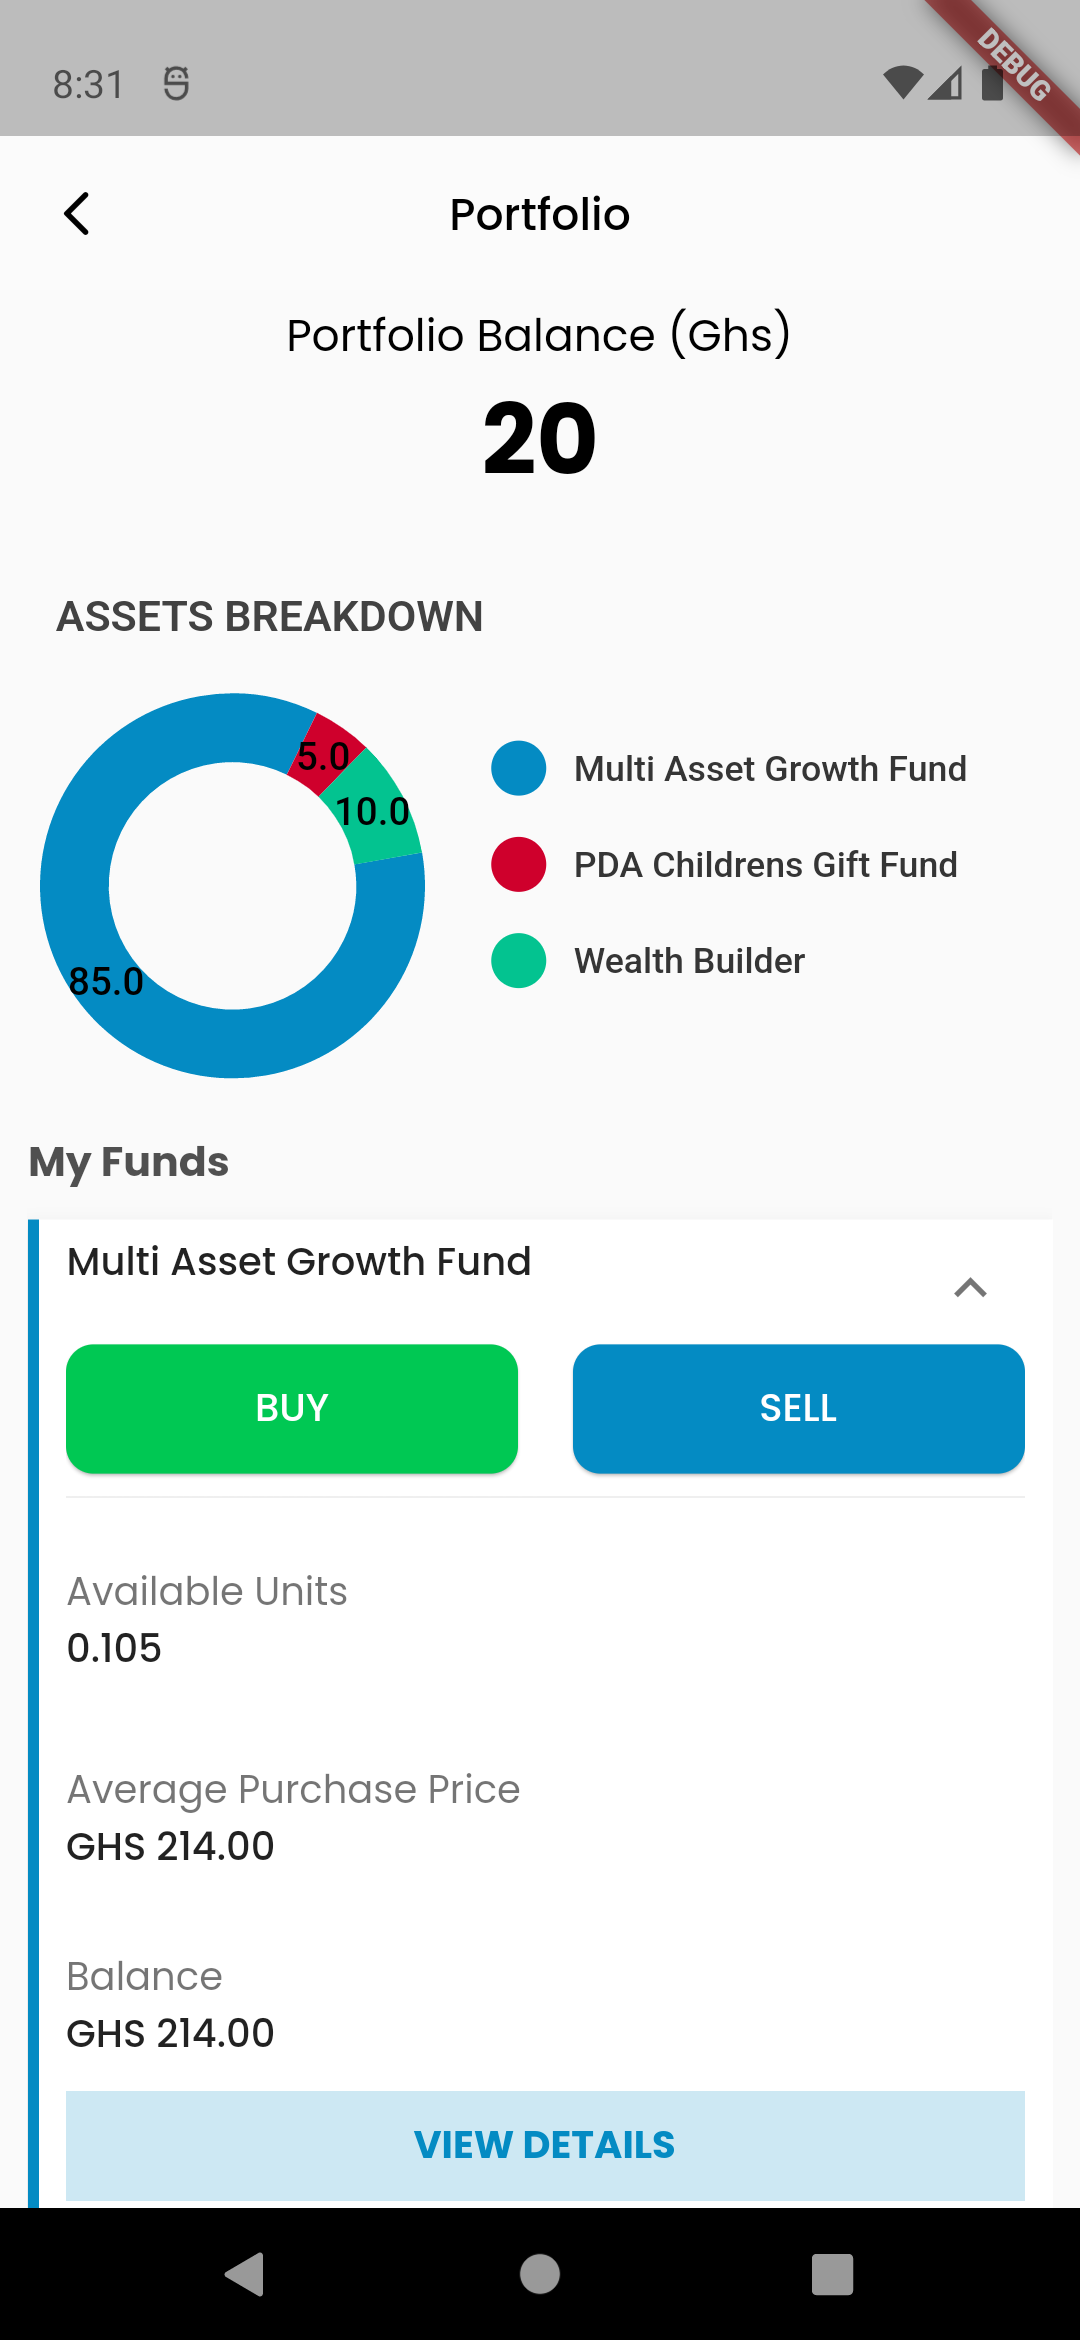 8:31
DEBUG
Portfolio
Portfolio Balance (Ghs)
20
ASSETS BREAKDOWN
5.0
10.0
85.0
Multi Asset Growth Fund
PDA Childrens Gift Fund
Wealth Builder
My Funds
Multi Asset Growth Fund
BUY
SELL
Available Units
0.105
Average Purchase Price
GHS 214.00
Balance
GHS 214.00
VIEW DETAILS